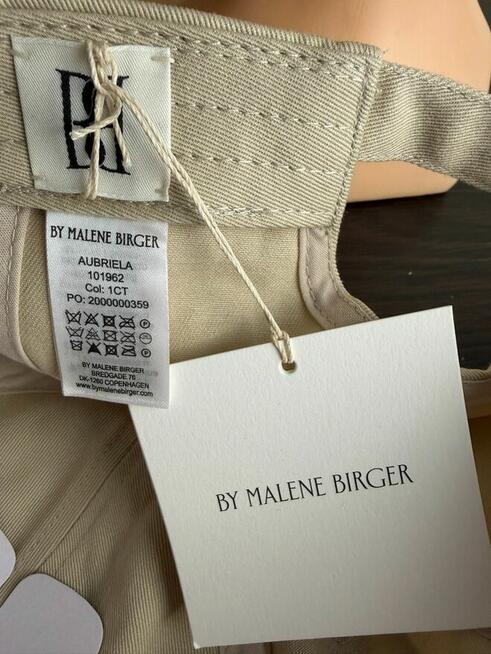 BY MALENE BIRGER
AUBRIELA
101962
Col: 1CT
PO: 2000000359
BY MALENE BIRGER
BREDGADE 76
DK-1260 COPENHAGEN
www.bymalenebirger.com
BY MALENE BIRGER